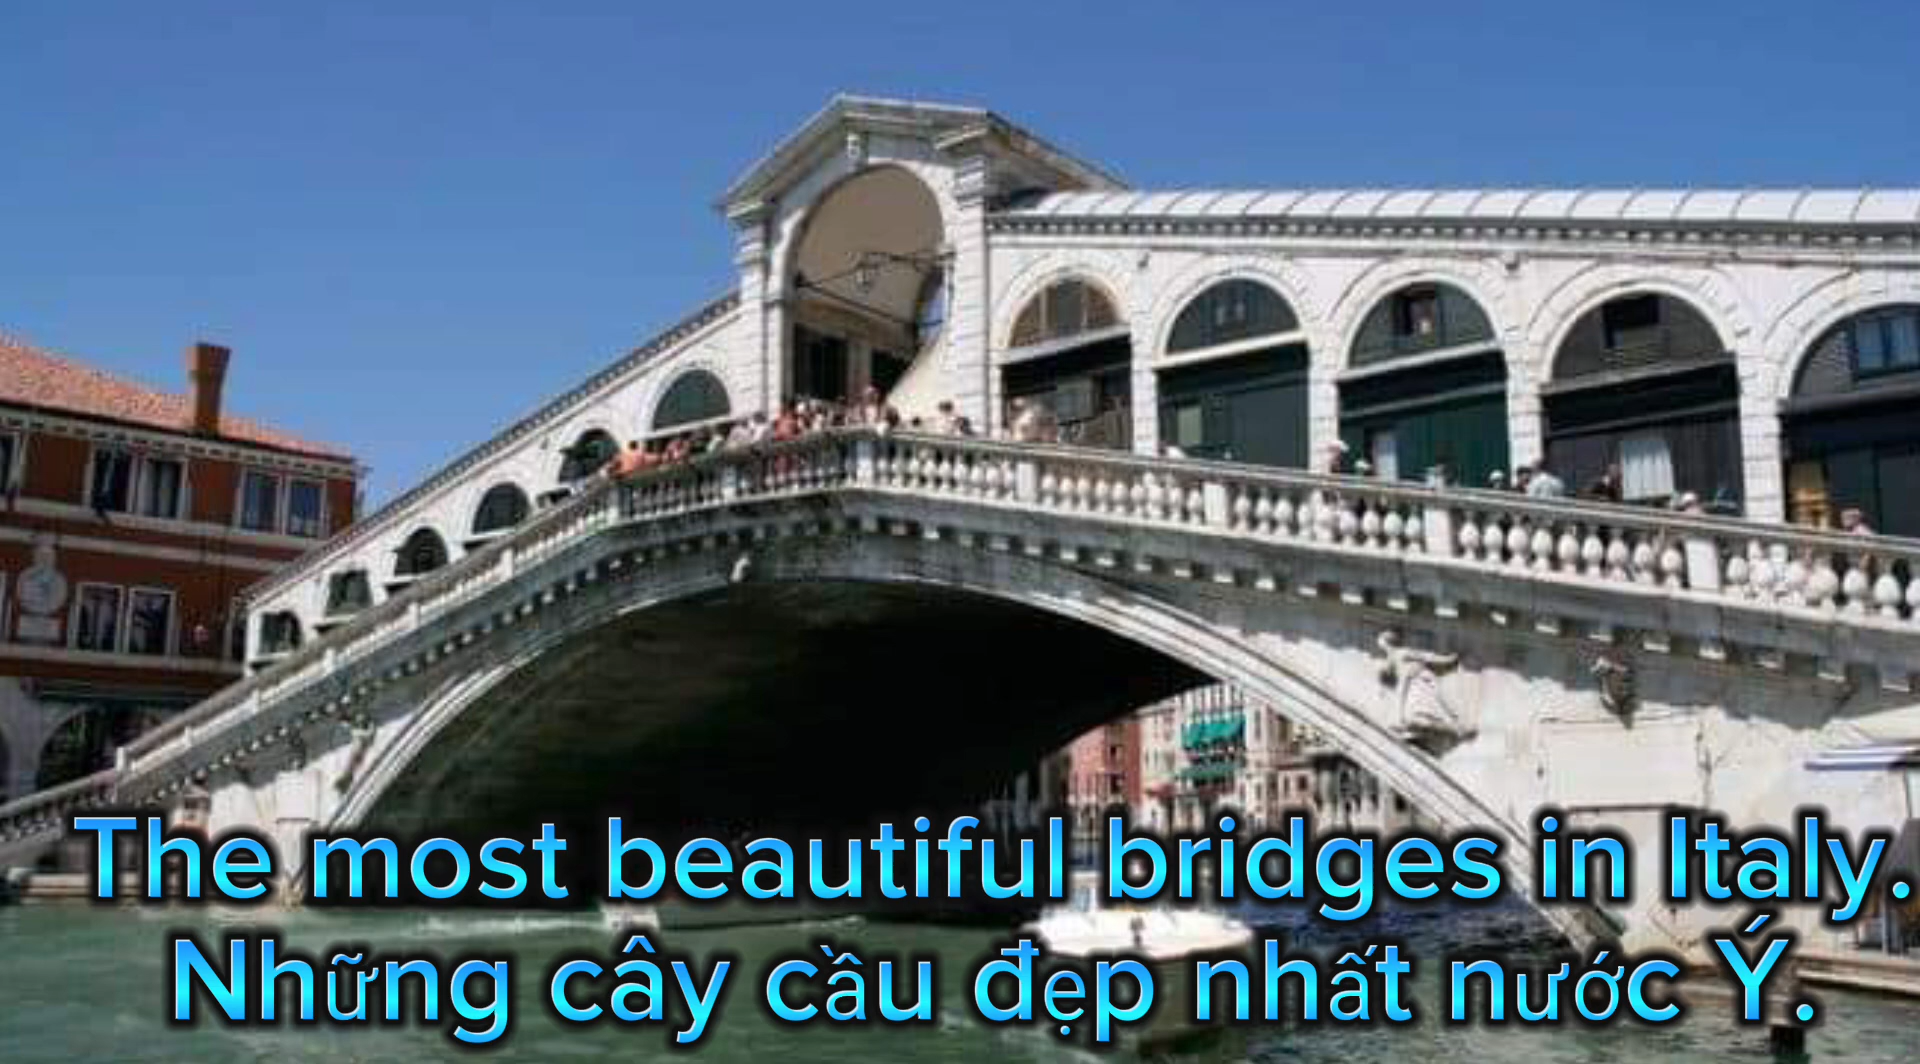 The most beautiful bridges in Italy.
Những cây cầu đẹp nhất nước Ý.